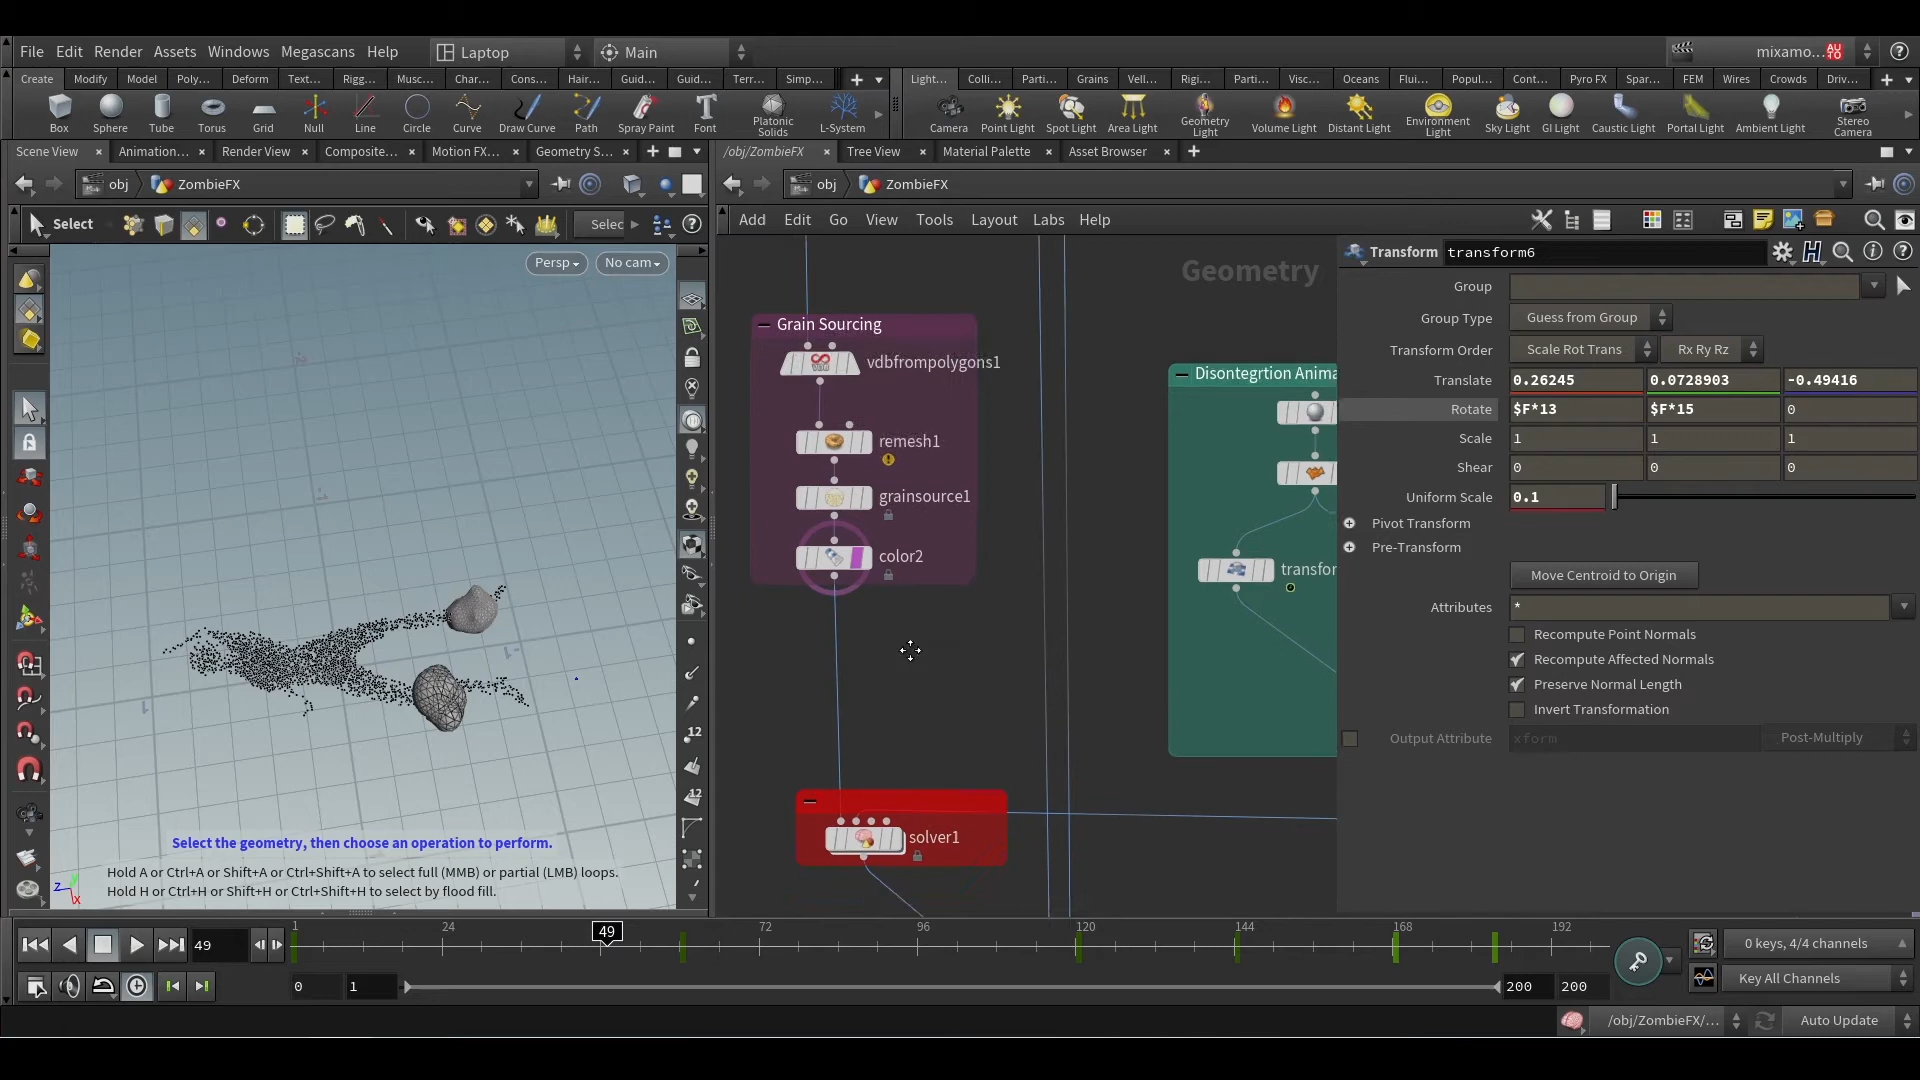 File Edit Render Assets Windows Megascans Help Laptop Main mixamo... AUTO
Create Modify Model Poly... Deform Text... Rigg... Musc... Char... Cons... Hair... Guid... Guid... Terr... Simp...
Light... Colli... Parti... Grains Vell... Rigi... Parti... Visc... Oceans Flui... Popul... Cont... Pyro FX Spar... FEM Wires Crowds Driv...
Box Sphere Tube Torus Grid Null Line Circle Curve Draw Curve Path Spray Paint Font Platonic Solids L-System
Camera Point Light Spot Light Area Light Geometry Light Volume Light Distant Light Environment Light Sky Light GI Light Caustic Light Portal Light Ambient Light Stereo Camera
Scene View Animation... Render View Composite... Motion FX... Geometry S...
/obj/ZombieFX Tree View Material Palette Asset Browser
obj ZombieFX
obj ZombieFX
Select Selec
Add Edit Go View Tools Layout Labs Help
Persp No cam
12
12
Select the geometry, then choose an operation to perform.
Hold A or Ctrl+A or Shift+A or Ctrl+Shift+A to select full (MMB) or partial (LMB) loops.
Hold H or Ctrl+H or Shift+H or Ctrl+Shift+H to select by flood fill.
z y x
Geometry
Grain Sourcing
vdbfrompolygons1
remesh1
grainsource1
color2
solver1
Disontegrtion Anima
transfor
Transform transform6
Group
Group Type Guess from Group
Transform Order Scale Rot Trans Rx Ry Rz
Translate 0.26245 0.0728903 -0.49416
Rotate $F*13 $F*15 0
Scale 1 1 1
Shear 0 0 0
Uniform Scale 0.1
Pivot Transform
Pre-Transform
Move Centroid to Origin
Attributes *
Recompute Point Normals
Recompute Affected Normals
Preserve Normal Length
Invert Transformation
Output Attribute xform Post-Multiply
49 1 24 49 72 96 120 144 168 192
0 keys, 4/4 channels
0 1 200 200
Key All Channels
/obj/ZombieFX/... Auto Update